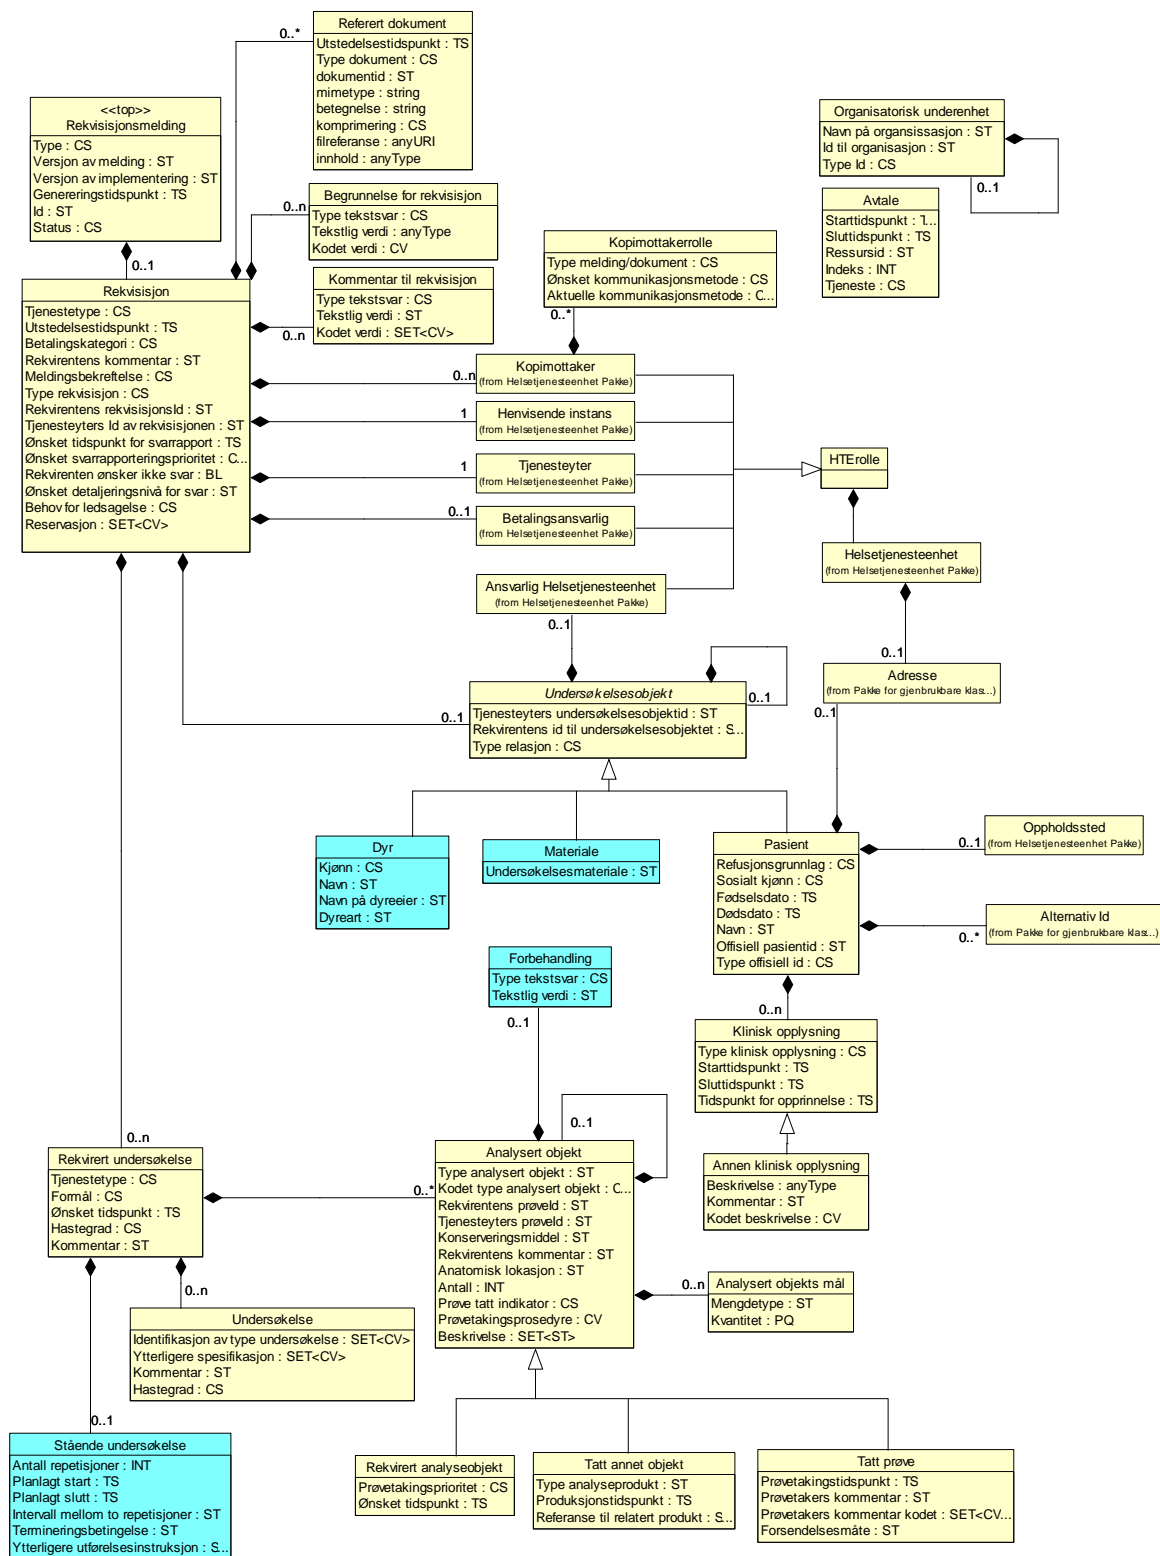 Referert dokument
Utstedelsestidspunkt : TS
Type dokument : CS
dokumentid : ST
mimetype : string
betegnelse : string
komprimering : CS
filreferanse : anyURI
innhold : anyType
0..*
<<top>>
Rekvisisjonsmelding
Type : CS
Versjon av melding : ST
Versjon av implementering : ST
Genereringstidspunkt : TS
Id : ST
Status : CS
0..1
Organisatorisk underenhet
Navn på organsissasjon : ST
Id til organisasjon : ST
Type Id : CS
0..1
Avtale
Starttidspunkt : T...
Sluttidspunkt : TS
Ressursid : ST
Indeks : INT
Tjeneste : CS
Begrunnelse for rekvisisjon
Type tekstsvar : CS
Tekstlig verdi : anyType
Kodet verdi : CV
0..n
Kommentar til rekvisisjon
Type tekstsvar : CS
Tekstlig verdi : ST
Kodet verdi : SET<CV>
0..n
Kopimottakerrolle
Type melding/dokument : CS
Ønsket kommunikasjonsmetode : CS
Aktuelle kommunikasjonsmetode : C...
0..*
Rekvisisjon
Tjenestetype : CS
Utstedelsestidspunkt : TS
Betalingskategori : CS
Rekvirentens kommentar : ST
Meldingsbekreftelse : CS
Type rekvisisjon : CS
Rekvirentens rekvisisjonsId : ST
Tjenesteyters Id av rekvisisjonen : ST
Ønsket tidspunkt for svarrapport : TS
Ønsket svarrapporteringsprioritet : C...
Rekvirenten ønsker ikke svar : BL
Ønsket detaljeringsnivå for svar : ST
Behov for ledsagelse : CS
Reservasjon : SET<CV>
Kopimottaker
(from Helsetjenesteenhet Pakke)
0..n
Henvisende instans
(from Helsetjenesteenhet Pakke)
1
Tjenesteyter
(from Helsetjenesteenhet Pakke)
1
Betalingsansvarlig
(from Helsetjenesteenhet Pakke)
0..1
Ansvarlig Helsetjenesteenhet
(from Helsetjenesteenhet Pakke)
0..1
HTErolle
Helsetjenesteenhet
(from Helsetjenesteenhet Pakke)
0..1
Adresse
(from Pakke for gjenbrukbare klas...)
0..1
Undersøkelsesobjekt
Tjenesteyters undersøkelsesobjektid : ST
Rekvirentens id til undersøkelsesobjektet : S...
Type relasjon : CS
0..1
0..1
Dyr
Kjønn : CS
Navn : ST
Navn på dyreeier : ST
Dyreart : ST
Materiale
Undersøkelsesmateriale : ST
Pasient
Refusjonsgrunnlag : CS
Sosialt kjønn : CS
Fødselsdato : TS
Dødsdato : TS
Navn : ST
Offisiell pasientid : ST
Type offisiell id : CS
Oppholdssted
(from Helsetjenesteenhet Pakke)
0..1
Alternativ Id
(from Pakke for gjenbrukbare klas...)
0..*
Forbehandling
Type tekstsvar : CS
Tekstlig verdi : ST
0..1
0..n
Klinisk opplysning
Type klinisk opplysning : CS
Starttidspunkt : TS
Sluttidspunkt : TS
Tidspunkt for opprinnelse : TS
Annen klinisk opplysning
Beskrivelse : anyType
Kommentar : ST
Kodet beskrivelse : CV
0..n
Rekvirert undersøkelse
Tjenestetype : CS
Formål : CS
Ønsket tidspunkt : TS
Hastegrad : CS
Kommentar : ST
0..1
0..*
Analysert objekt
Type analysert objekt : ST
Kodet type analysert objekt : C...
Rekvirentens prøveId : ST
Tjenesteyters prøveId : ST
Konserveringsmiddel : ST
Rekvirentens kommentar : ST
Anatomisk lokasjon : ST
Antall : INT
Prøve tatt indikator : CS
Prøvetakingsprosedyre : CV
Beskrivelse : SET<ST>
0..n
Analysert objekts mål
Mengdetype : ST
Kvantitet : PQ
0..n
Undersøkelse
Identifikasjon av type undersøkelse : SET<CV>
Ytterligere spesifikasjon : SET<CV>
Kommentar : ST
Hastegrad : CS
0..1
Stående undersøkelse
Antall repetisjoner : INT
Planlagt start : TS
Planlagt slutt : TS
Intervall mellom to repetisjoner : ST
Termineringsbetingelse : ST
Ytterligere utførelsesinstruksjon : S...
Rekvirert analyseobjekt
Prøvetakingsprioritet : CS
Ønsket tidspunkt : TS
Tatt annet objekt
Type analyseprodukt : ST
Produksjonstidspunkt : TS
Referanse til relatert produkt : S...
Tatt prøve
Prøvetakingstidspunkt : TS
Prøvetakers kommentar : ST
Prøvetakers kommentar kodet : SET<CV...
Forsendelsesmåte : ST